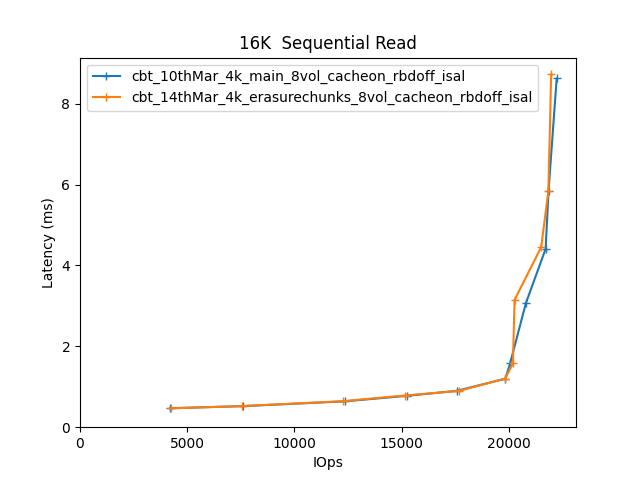 16K  Sequential Read
cbt_10thMar_4k_main_8vol_cacheon_rbdoff_isal
cbt_14thMar_4k_erasurechunks_8vol_cacheon_rbdoff_isal
Latency (ms)
8
6
4
2
0
0 5000 10000 15000 20000
IOps